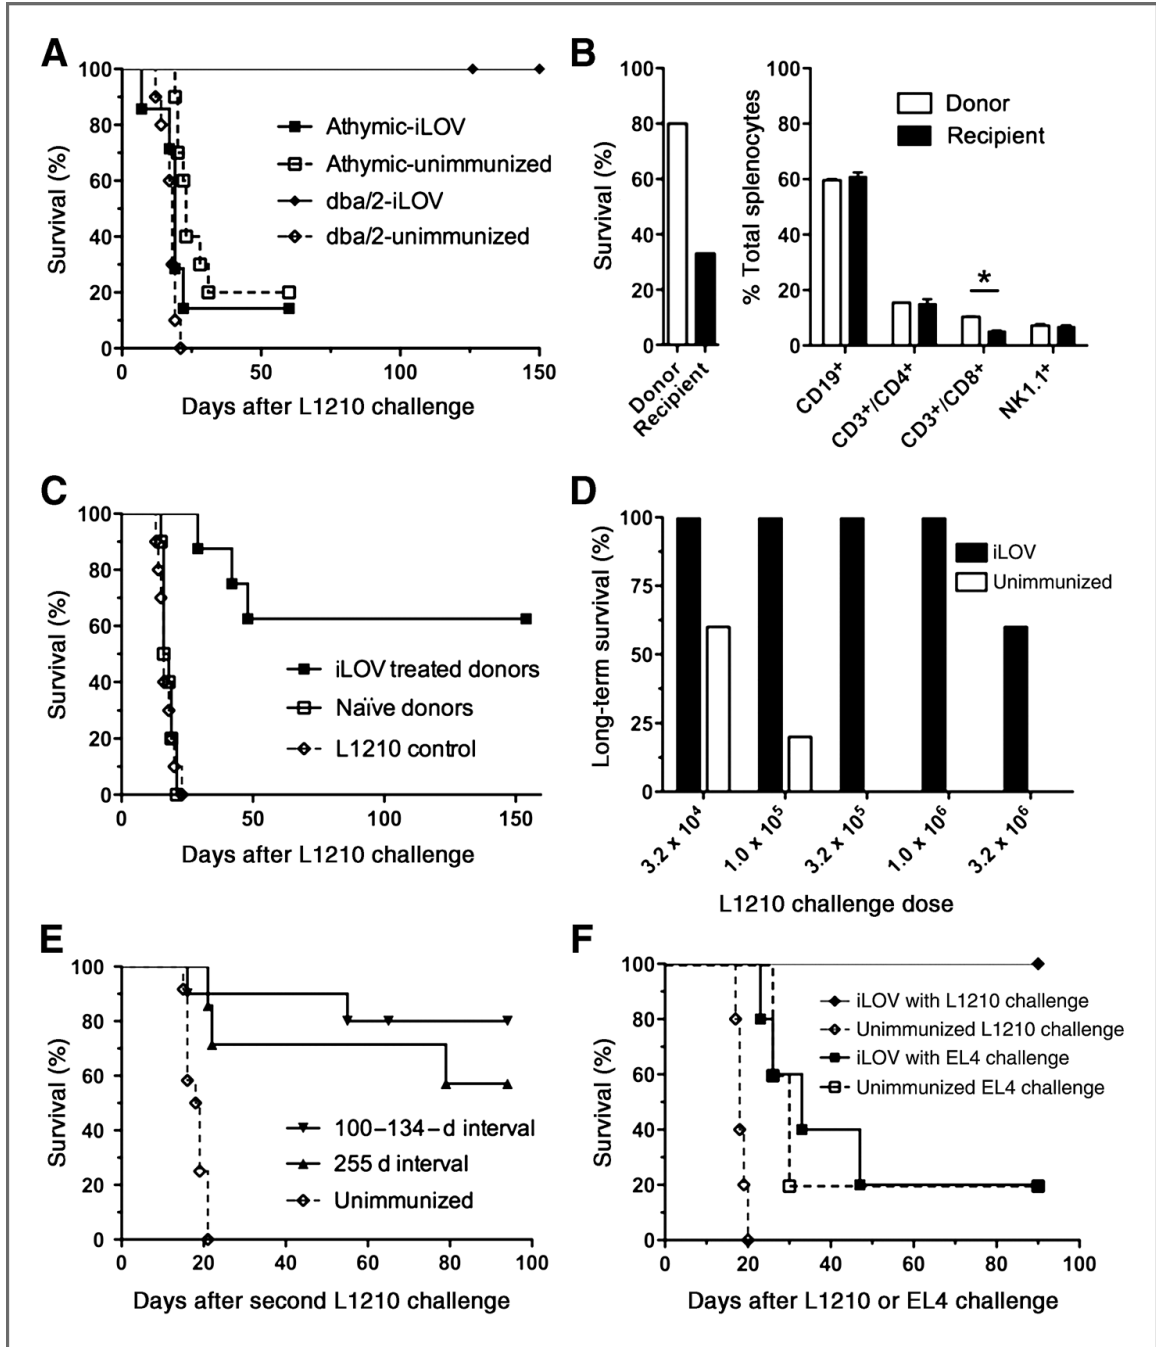 A
Survival (%)
100
80
60
40
20
0
0 50 100 150
Days after L1210 challenge
Athymic-iLOV
Athymic-unimmunized
dba/2-iLOV
dba/2-unimmunized
B
Survival (%)
100
80
60
40
20
0
Donor
Recipient
% Total splenocytes
100
80
60
40
20
0
Donor
Recipient
*
CD19⁺
CD3⁺/CD4⁺
CD3⁺/CD8⁺
NK1.1⁺
C
Survival (%)
100
80
60
40
20
0
0 50 100 150
Days after L1210 challenge
iLOV treated donors
Naïve donors
L1210 control
D
Long-term survival (%)
100
75
50
25
0
iLOV
Unimmunized
3.2 x 10⁴
1.0 x 10⁵
3.2 x 10⁵
1.0 x 10⁶
3.2 x 10⁶
L1210 challenge dose
E
Survival (%)
100
80
60
40
20
0
0 20 40 60 80 100
Days after second L1210 challenge
100–134–d interval
255 d interval
Unimmunized
F
Survival (%)
100
80
60
40
20
0
0 20 40 60 80 100
Days after L1210 or EL4 challenge
iLOV with L1210 challenge
Unimmunized L1210 challenge
iLOV with EL4 challenge
Unimmunized EL4 challenge